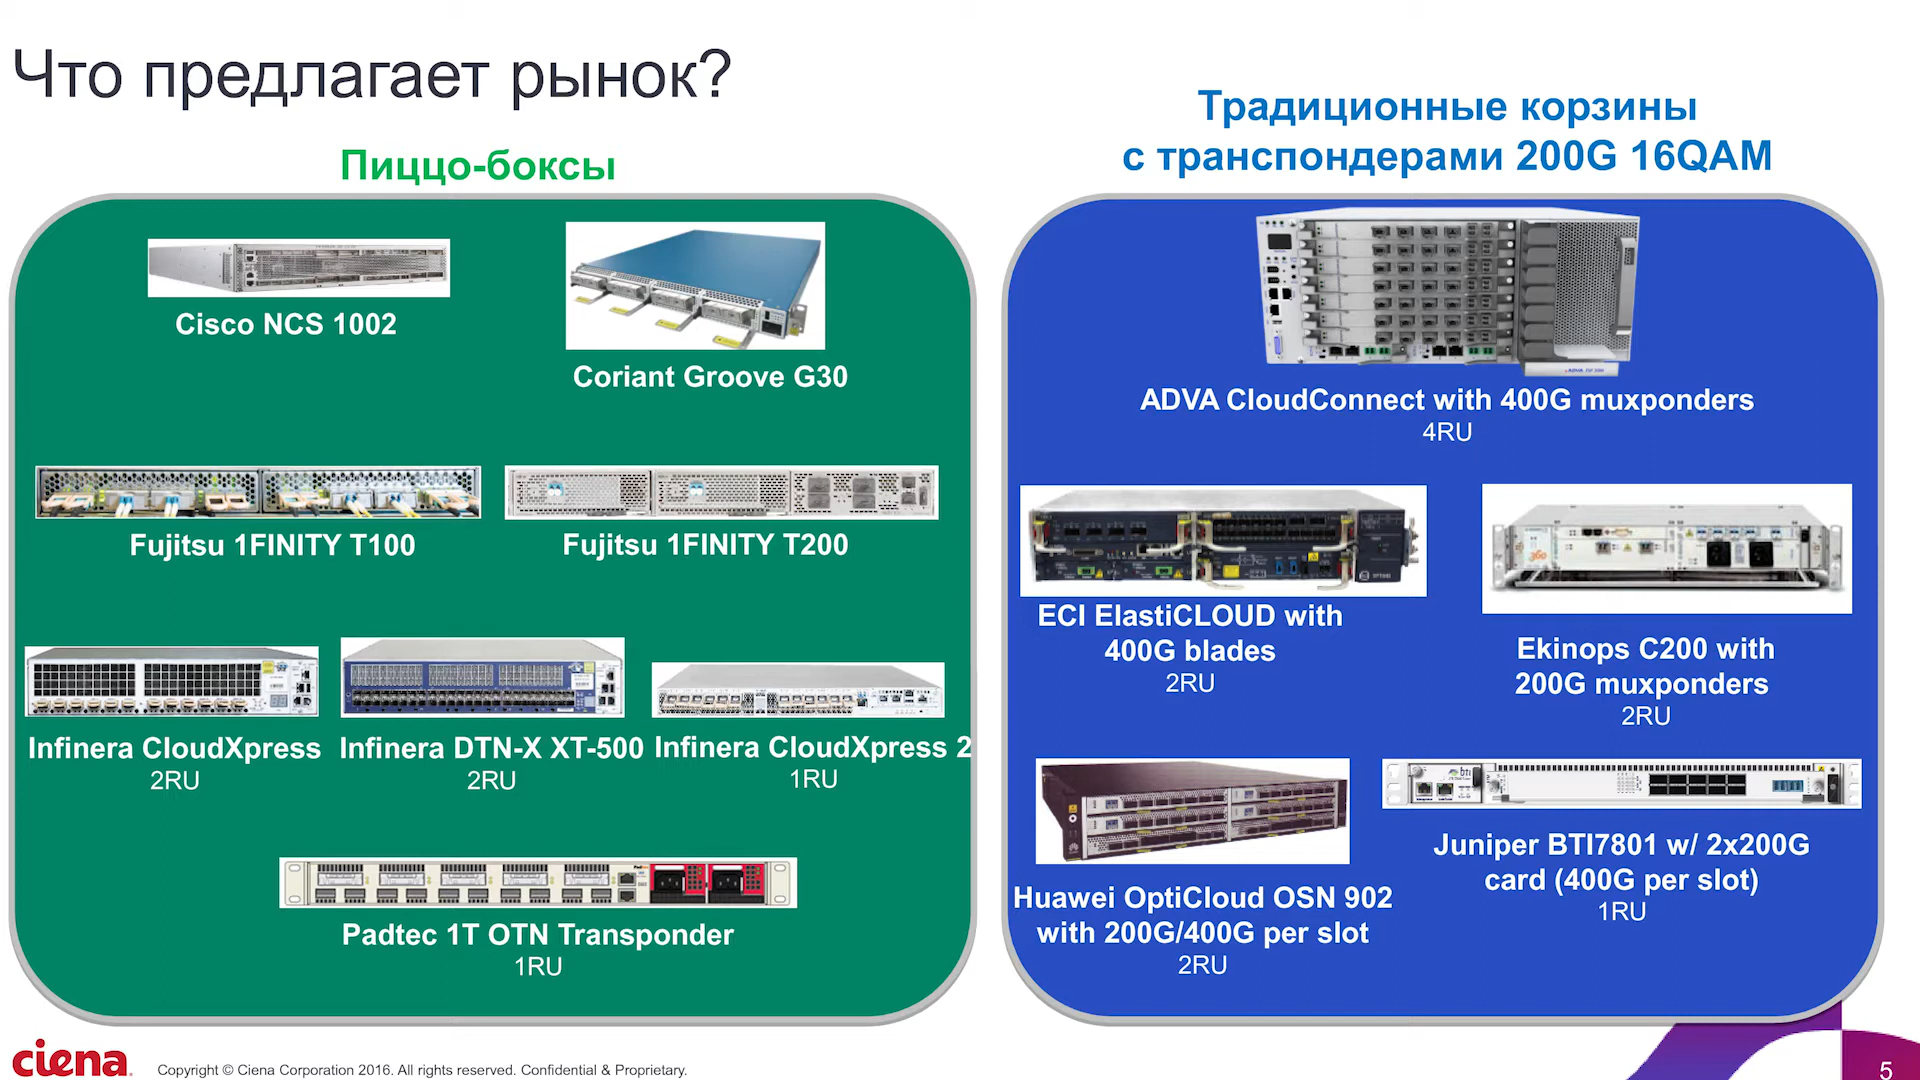 Что предлагает рынок?
Пиццо-боксы
Традиционные корзины
с транспондерами 200G 16QAM
Cisco NCS 1002
Coriant Groove G30
Fujitsu 1FINITY T100
Fujitsu 1FINITY T200
Infinera CloudXpress
2RU
Infinera DTN-X XT-500
2RU
Infinera CloudXpress 2
1RU
Padtec 1T OTN Transponder
1RU
ADVA CloudConnect with 400G muxponders
4RU
ECI ElastiCLOUD with
400G blades
2RU
360
Ekinops C200 with
200G muxponders
2RU
Huawei OptiCloud OSN 902
with 200G/400G per slot
2RU
bti
Juniper BTI7801 w/ 2x200G
card (400G per slot)
1RU
ciena
Copyright © Ciena Corporation 2016. All rights reserved. Confidential & Proprietary.
5